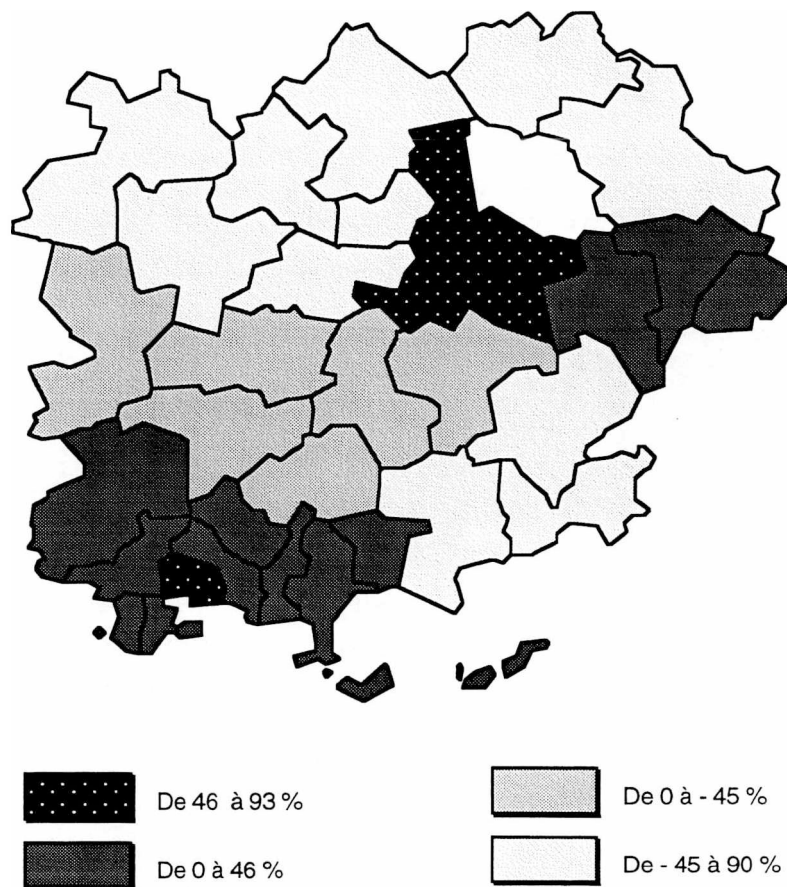 De 46 à 93 %
De 0 à 46 %
De 0 à - 45 %
De - 45 à 90 %